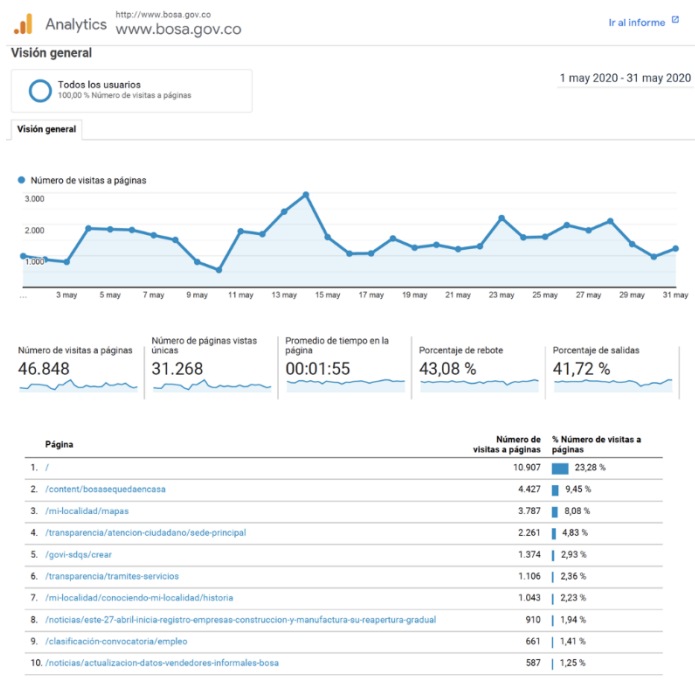 Analytics
http://www.bosa.gov.co
www.bosa.gov.co
Ir al informe
Visión general
Todos los usuarios
100,00 % Número de visitas a páginas
1 may 2020 - 31 may 2020
Visión general
Número de visitas a páginas
3.000
2.000
1.000
... 3 may 5 may 7 may 9 may 11 may 13 may 15 may 17 may 19 may 21 may 23 may 25 may 27 may 29 may 31 may
Número de visitas a páginas
46.848
Número de páginas vistas
únicas
31.268
Promedio de tiempo en la
página
00:01:55
Porcentaje de rebote
43,08 %
Porcentaje de salidas
41,72 %
Página Número de visitas a páginas % Número de visitas a páginas
1. / 10.907 23,28 %
2. /content/bosasequedaencasa 4.427 9,45 %
3. /mi-localidad/mapas 3.787 8,08 %
4. /transparencia/atencion-ciudadano/sede-principal 2.261 4,83 %
5. /govi-sdqs/crear 1.374 2,93 %
6. /transparencia/tramites-servicios 1.106 2,36 %
7. /mi-localidad/conociendo-mi-localidad/historia 1.043 2,23 %
8. /noticias/este-27-abril-inicia-registro-empresas-construccion-y-manufactura-su-reapertura-gradual 910 1,94 %
9. /clasificación-convocatoria/empleo 661 1,41 %
10. /noticias/actualizacion-datos-vendedores-informales-bosa 587 1,25 %